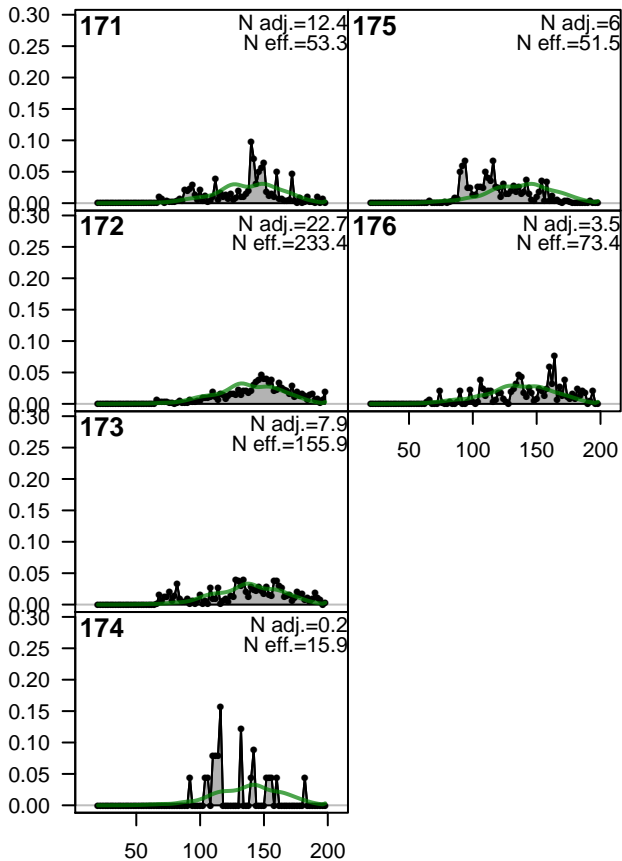 0.30 171 N adj.=12.4 175 N adj.=6
0.25 N eff.=53.3 N eff.=51.5
0.20
0.15
0.10
0.05
0.00
0.30 172 N adj.=22.7 176 N adj.=3.5
0.25 N eff.=233.4 N eff.=73.4
0.20
0.15
0.10
0.05
0.00
0.30 173 N adj.=7.9 50 100 150 200
0.25 N eff.=155.9
0.20
0.15
0.10
0.05
0.00
0.30 174 N adj.=0.2
0.25 N eff.=15.9
0.20
0.15
0.10
0.05
0.00
50 100 150 200